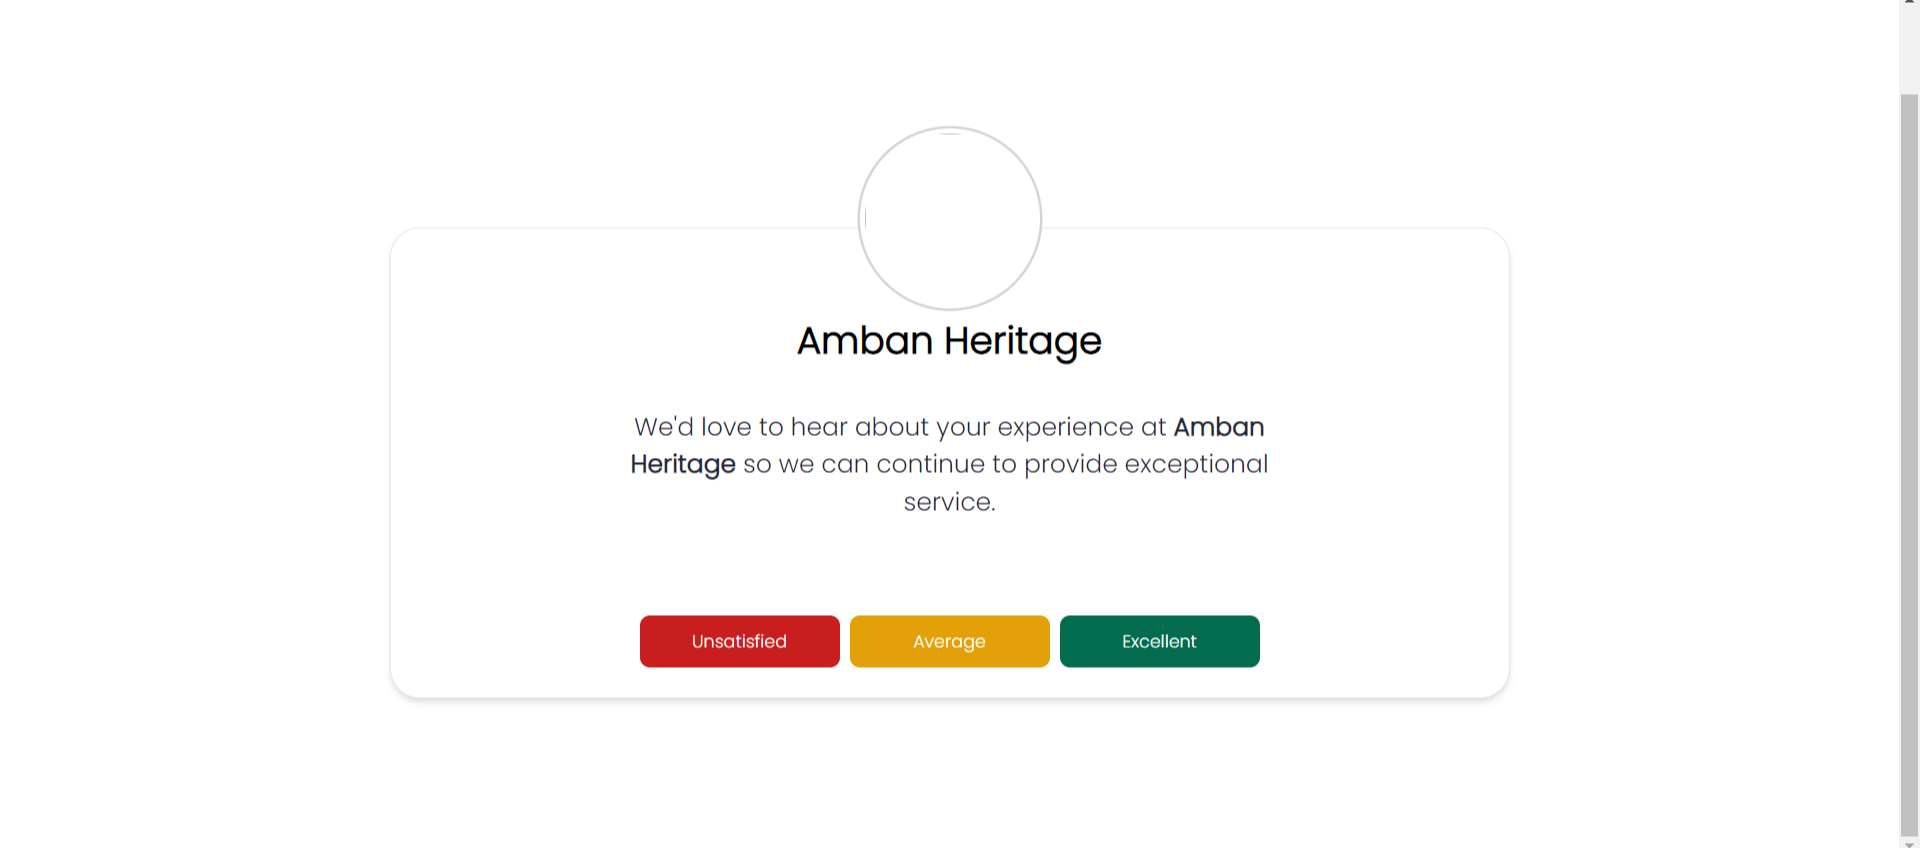 Amban Heritage
We'd love to hear about your experience at Amban
Heritage so we can continue to provide exceptional
service.
Unsatisfied
Average
Excellent